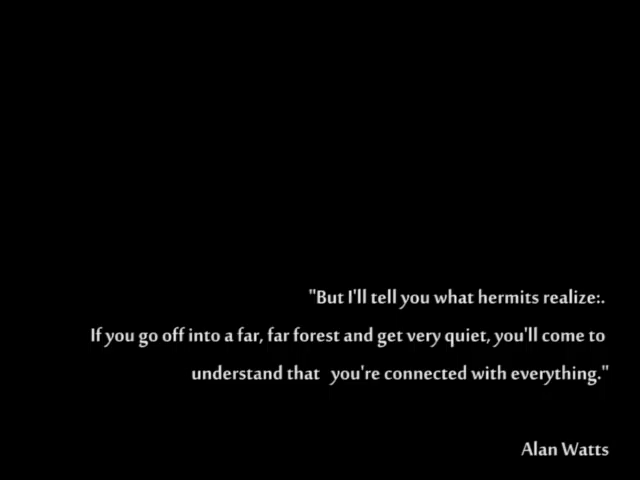 "But I'll tell you what hermits realize:.
If you go off into a far, far forest and get very quiet, you'll come to
understand that you're connected with everything."
Alan Watts